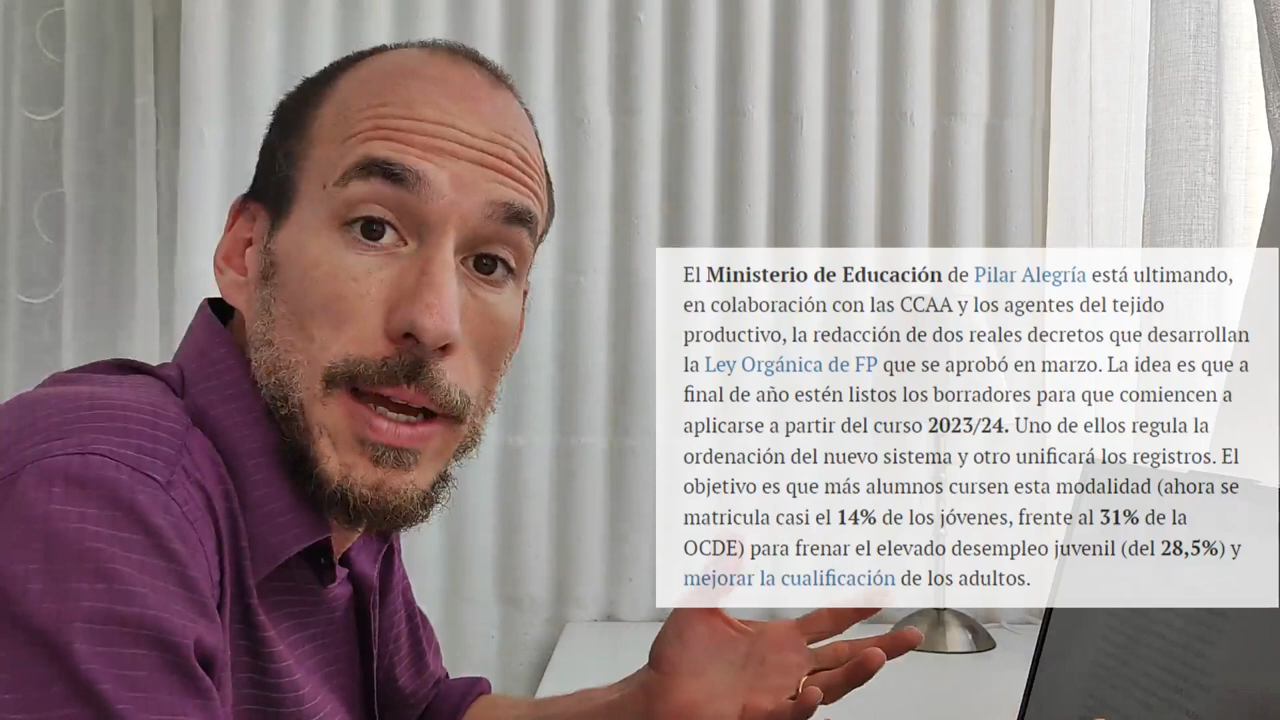 El Ministerio de Educación de Pilar Alegría está ultimando,
en colaboración con las CCAA y los agentes del tejido
productivo, la redacción de dos reales decretos que desarrollan
la Ley Orgánica de FP que se aprobó en marzo. La idea es que a
final de año estén listos los borradores para que comiencen a
aplicarse a partir del curso 2023/24. Uno de ellos regula la
ordenación del nuevo sistema y otro unificará los registros. El
objetivo es que más alumnos cursen esta modalidad (ahora se
matricula casi el 14% de los jóvenes, frente al 31% de la
OCDE) para frenar el elevado desempleo juvenil (del 28,5%) y
mejorar la cualificación de los adultos.